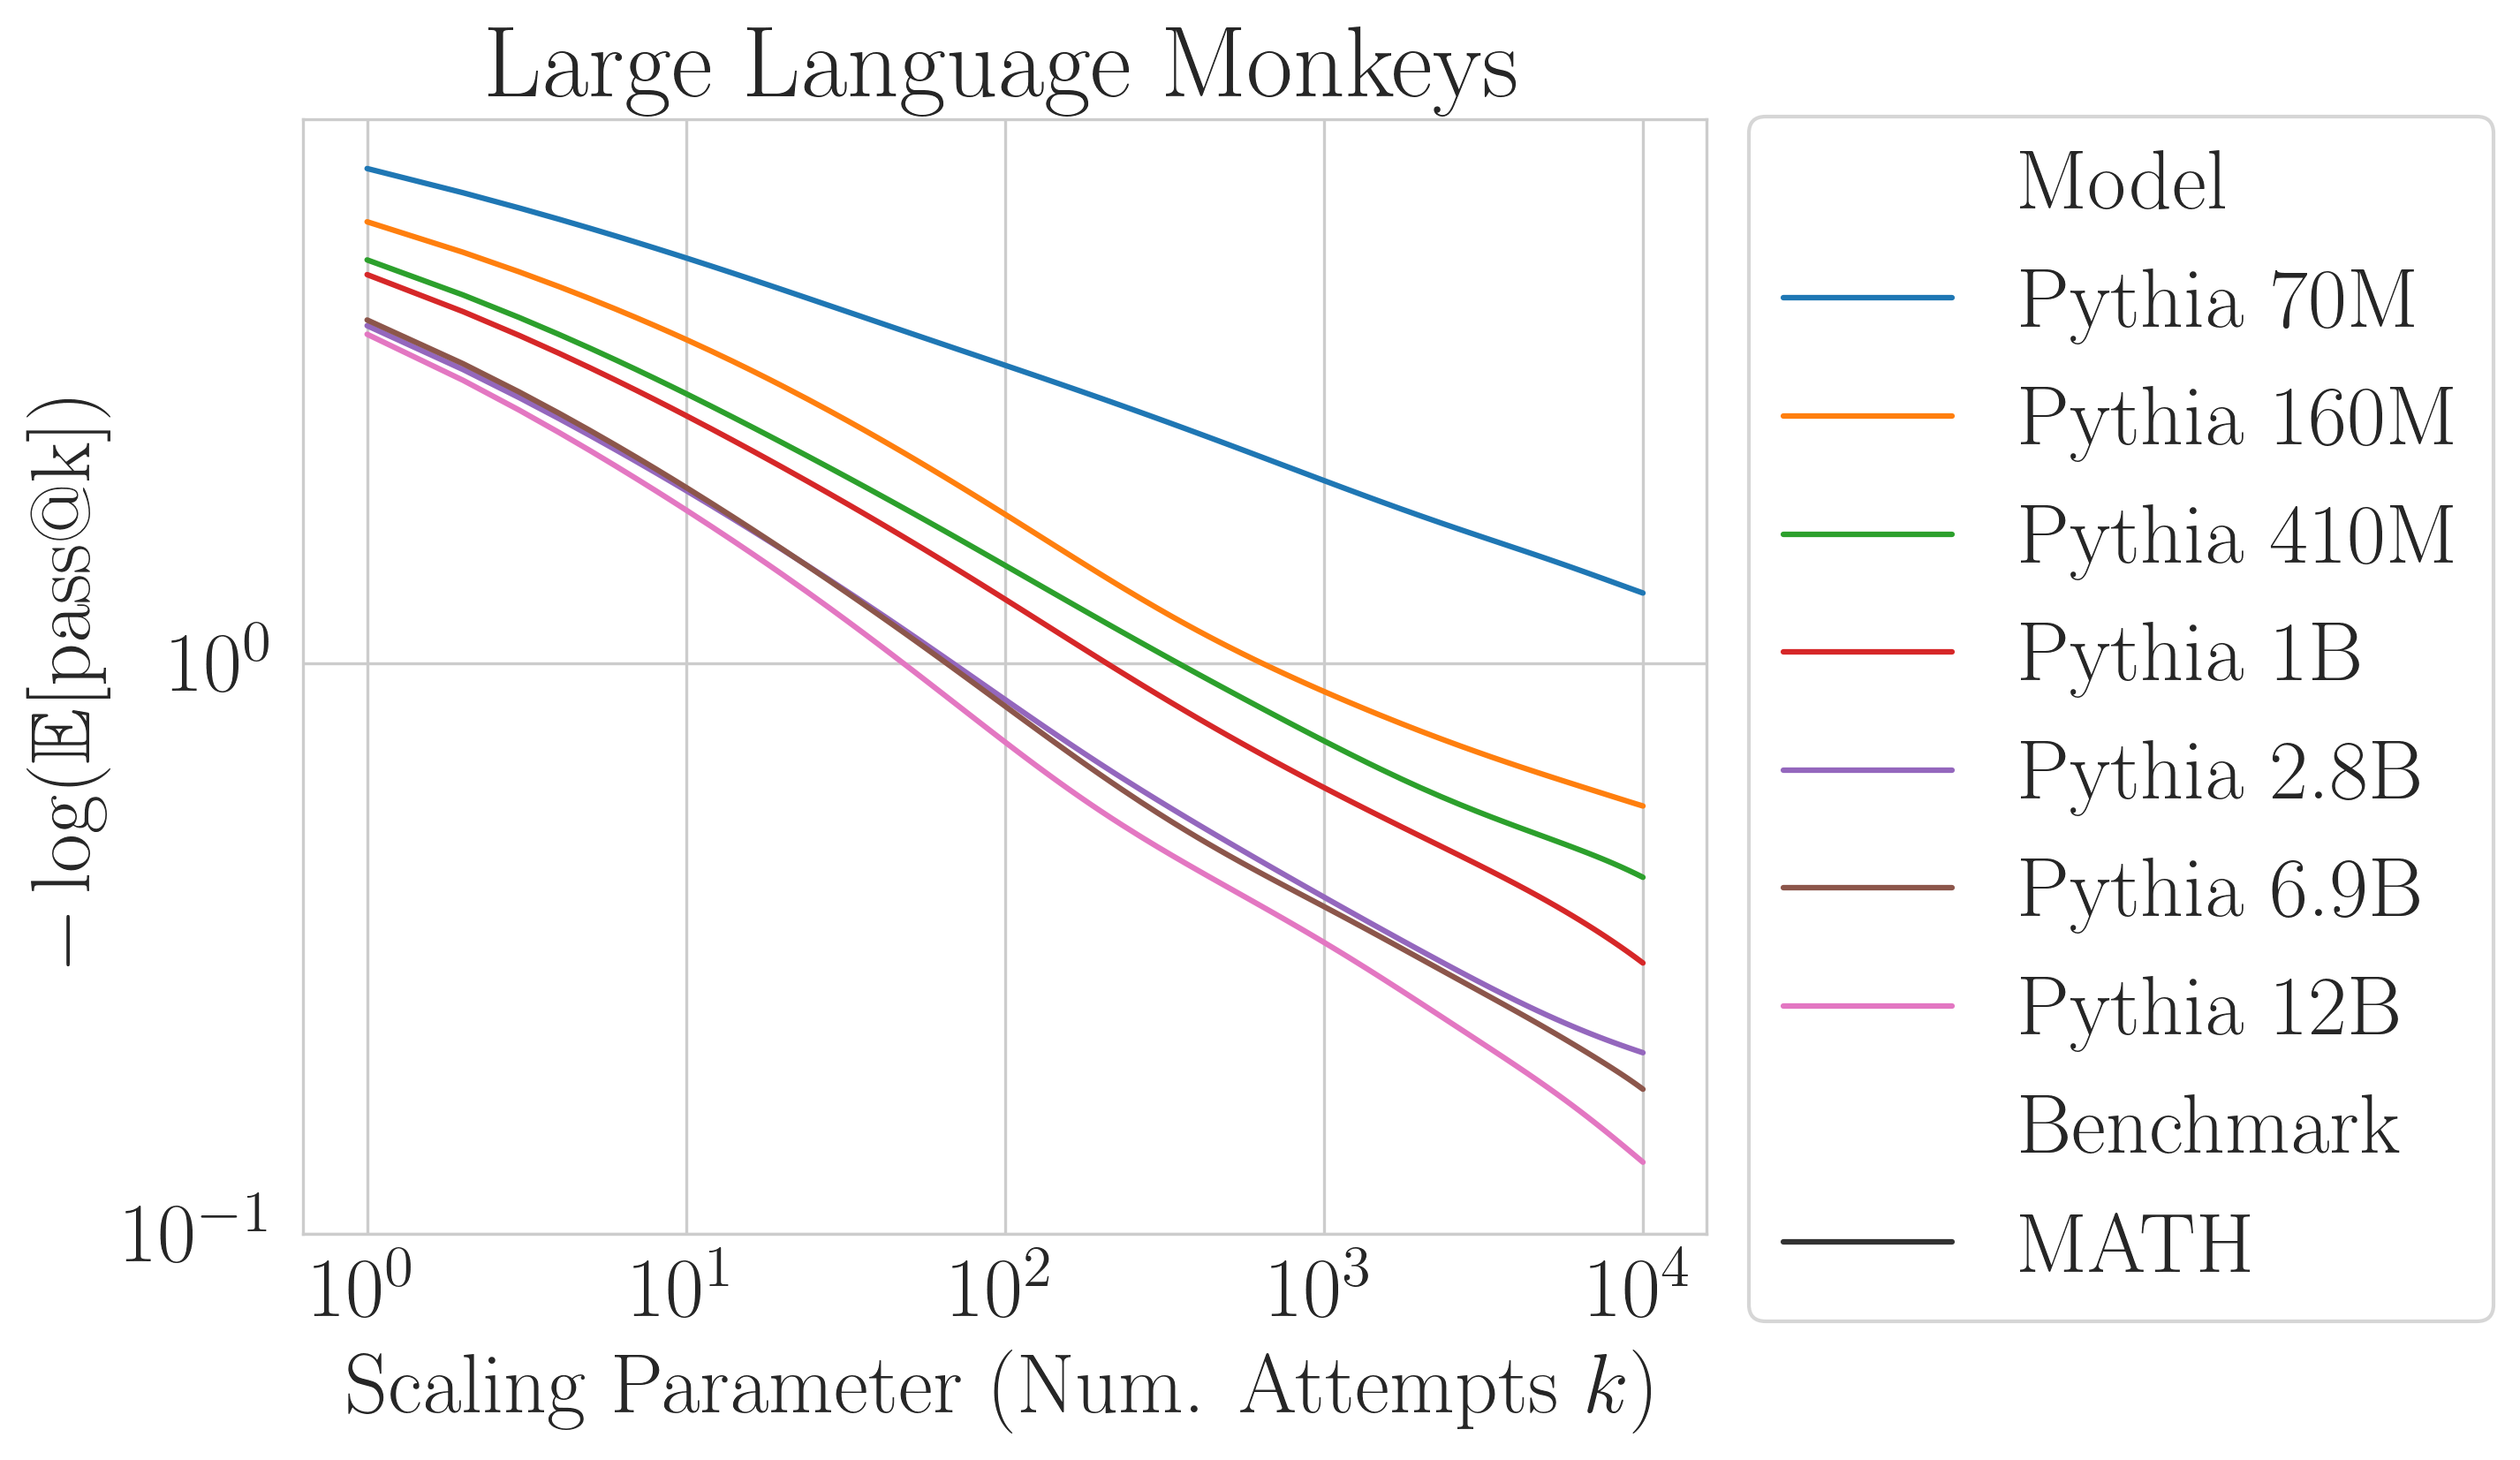 Large Language Monkeys
− log(𝔼[pass@k])
10⁰
10⁻¹
10⁰ 10¹ 10² 10³ 10⁴
Scaling Parameter (Num. Attempts k)
Model
Pythia 70M
Pythia 160M
Pythia 410M
Pythia 1B
Pythia 2.8B
Pythia 6.9B
Pythia 12B
Benchmark
MATH